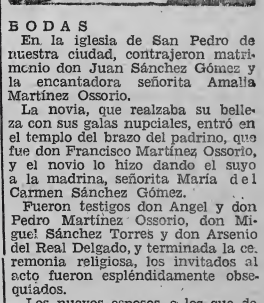 BODAS
En la iglesia de San Pedro de
nuestra ciudad, contrajeron matri-
monio don Juan Sánchez Gómez y
la encantadora señorita Amalia
Martínez Ossorio.
La novia, que realzaba su belle-
za con sus galas nupciales, entró en
el templo del brazo del padrino, que
fue don Francisco Martínez Ossorio,
y el novio lo hizo dando el suyo
a la madrina, señorita María del
Carmen Sánchez Gómez.
Fueron testigos don Angel y don
Pedro Martínez Ossorio, don Mi-
guel Sánchez Torres y don Arsenio
del Real Delgado, y terminada la ce.
remonia religiosa, los invitados al
acto fueron espléndidamente obse-
quiados.